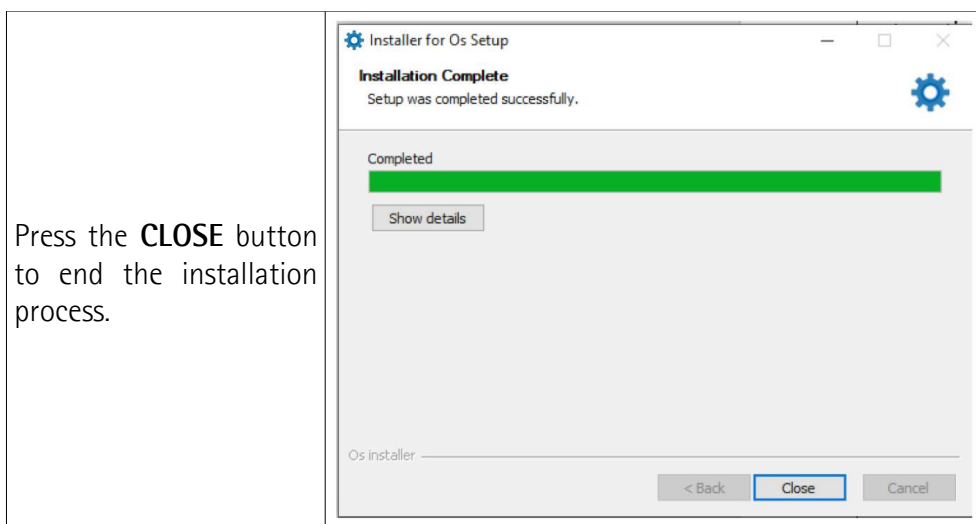 Press the CLOSE button
to end the installation
process.
Installer for Os Setup
Installation Complete
Setup was completed successfully.
Completed
Show details
Os installer
< Back
Close
Cancel